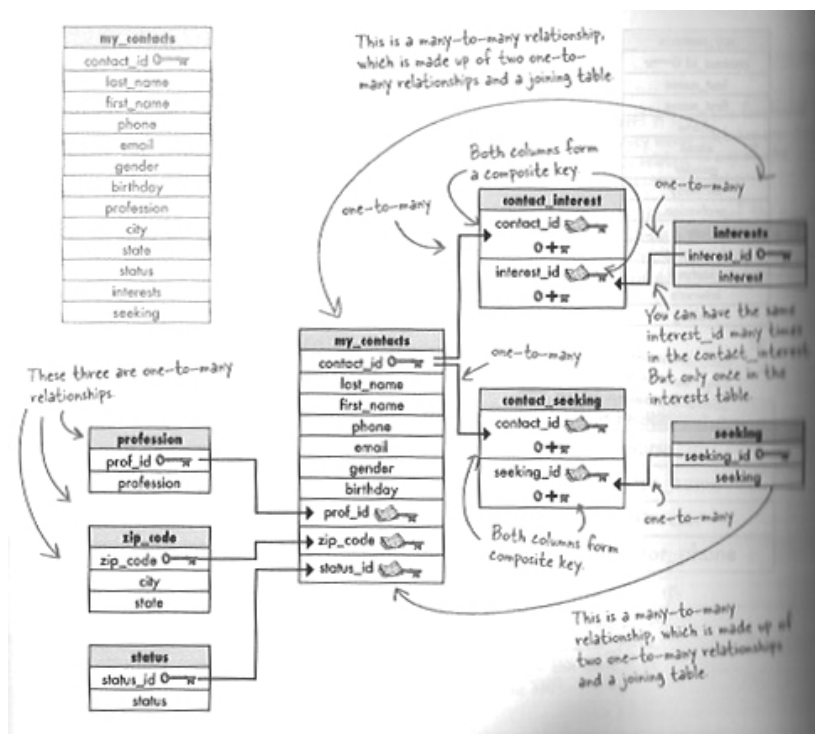 my_contacts
contact_id
last_name
first_name
phone
email
gender
birthday
profession
city
state
status
interests
seeking
This is a many-to-many relationship,
which is made up of two one-to-
many relationships and a joining table.
Both columns form
a composite key.
one-to-many
one-to-many
contact_interest
contact_id
interest_id
interests
interest_id
interest
You can have the same
interest_id many times
in the contact_interest
But only once in the
interests table.
These three are one-to-many
relationships.
profession
prof_id
profession
zip_code
zip_code
city
state
status
status_id
status
my_contacts
contact_id
last_name
first_name
phone
email
gender
birthday
prof_id
zip_code
status_id
one-to-many
contact_seeking
contact_id
seeking_id
seeking
seeking_id
seeking
one-to-many
Both columns form
composite key.
This is a many-to-many
relationship, which is made up of
two one-to-many relationships
and a joining table.